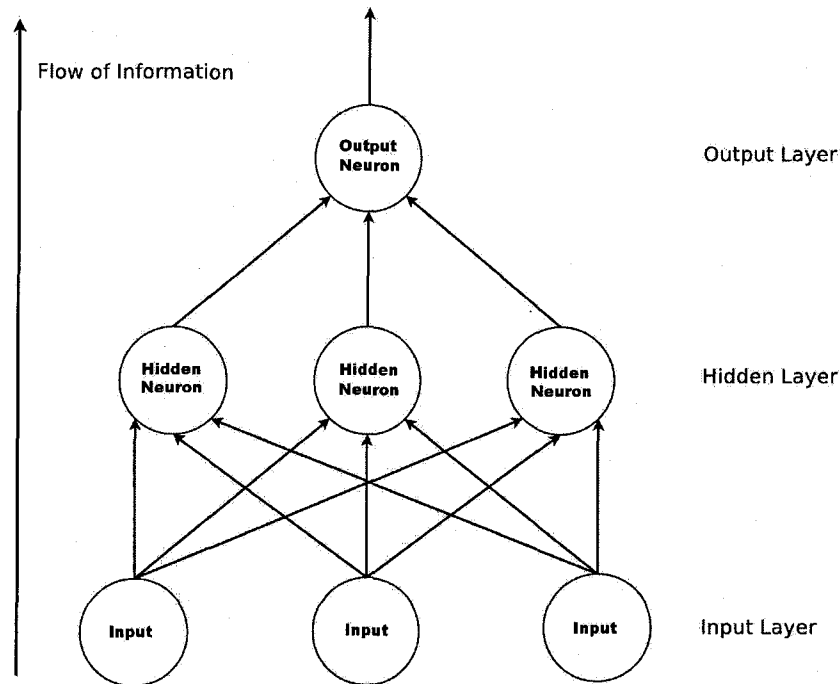 Flow of Information
Output
Neuron
Output Layer
Hidden
Neuron
Hidden
Neuron
Hidden
Neuron
Hidden Layer
Input
Input
Input
Input Layer